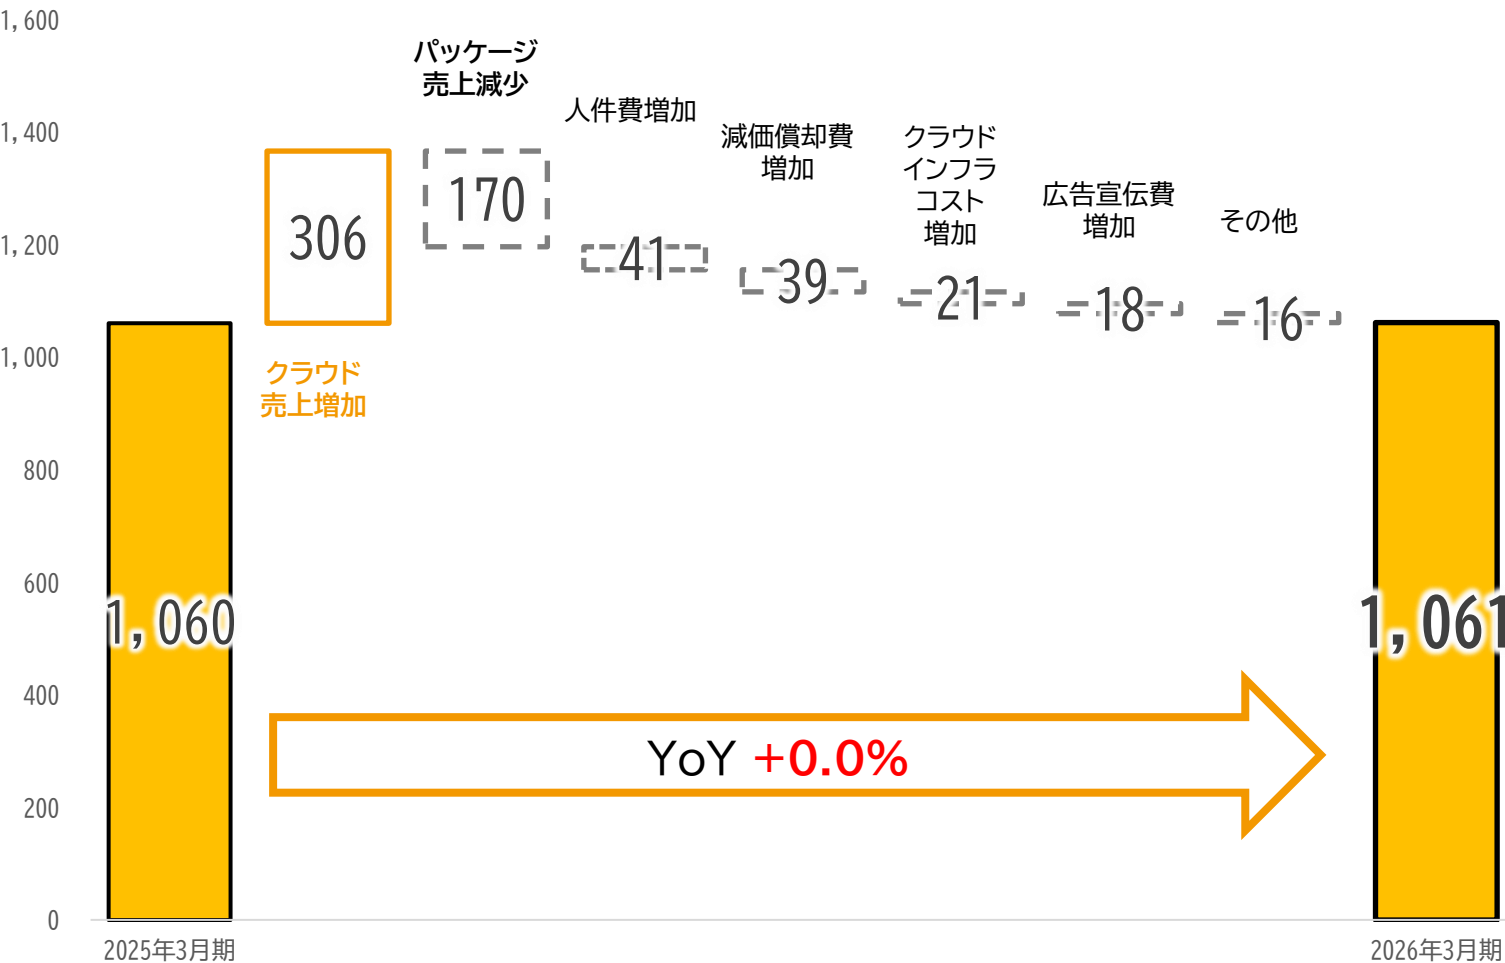 1,600
1,400
1,200
1,000
800
600
400
200
0
パッケージ
売上減少
人件費増加
減価償却費
増加
クラウド
インフラ
コスト
増加
広告宣伝費
増加
その他
306
170
41
39
21
18
16
クラウド
売上増加
1,060
1,061
YoY +0.0%
2025年3月期
2026年3月期